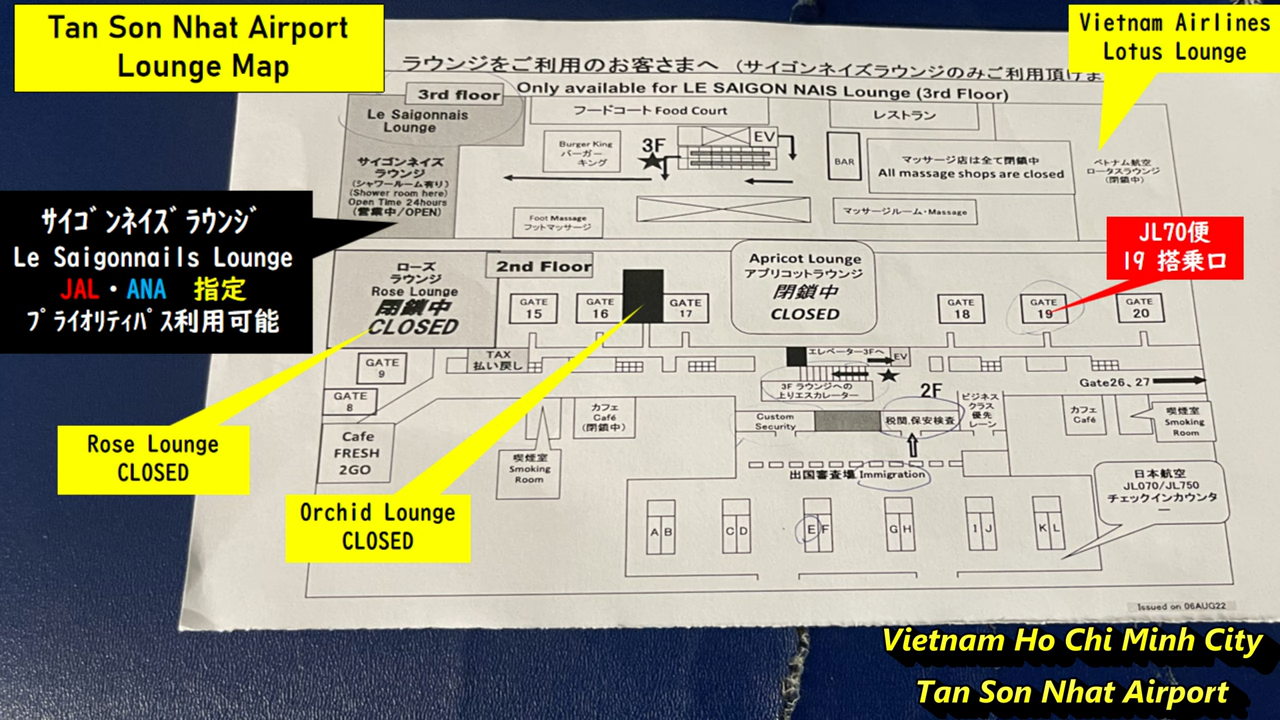 Tan Son Nhat Airport
Lounge Map
Vietnam Airlines
Lotus Lounge
ラウンジをご利用のお客さまへ (サイゴンネイズラウンジのみご利用頂けま
Only available for LE SAIGON NAIS Lounge (3rd Floor)
3rd floor
Le Saigonnais
Lounge
サイゴンネイズ
ラウンジ
(シャワールーム有り)
(Shower room here)
Open Time 24hours
(営業中/OPEN)
フードコート Food Court
Burger King
バーガー
キング
3F
EV
レストラン
BAR
マッサージ店は全て閉鎖中
All massage shops are closed
ベトナム航空
ロータスラウンジ
(閉鎖中)
Foot Massage
フットマッサージ
マッサージルーム・Massage
ｻｲｺﾞﾝﾈｲｽﾞﾗｳﾝｼﾞ
Le Saigonnails Lounge
JAL・ANA 指定
ﾌﾟﾗｲｵﾘﾃｨﾊﾟｽ利用可能
JL70便
19 搭乗口
ローズ
ラウンジ
Rose Lounge
閉鎖中
CLOSED
2nd Floor
GATE
15
GATE
16
GATE
17
Apricot Lounge
アプリコットラウンジ
閉鎖中
CLOSED
GATE
18
GATE
19
GATE
20
GATE
9
GATE
8
TAX
払い戻し
エレベーター3Fへ
EV
3F ラウンジへの
上りエスカレーター
2F
Gate26、27
Custom
Security
税関.保安検査
ビジネス
クラス
優先
レーン
カフェ
Café
(閉鎖中)
カフェ
Café
喫煙室
Smoking
Room
Cafe
FRESH
2GO
喫煙室
Smoking
Room
出国審査場 Immigration
日本航空
JL070/JL750
チェックインカウンタ
ー
A B
C D
E F
G H
I J
K L
Rose Lounge
CLOSED
Orchid Lounge
CLOSED
Issued on 06AUG22
Vietnam Ho Chi Minh City
Tan Son Nhat Airport